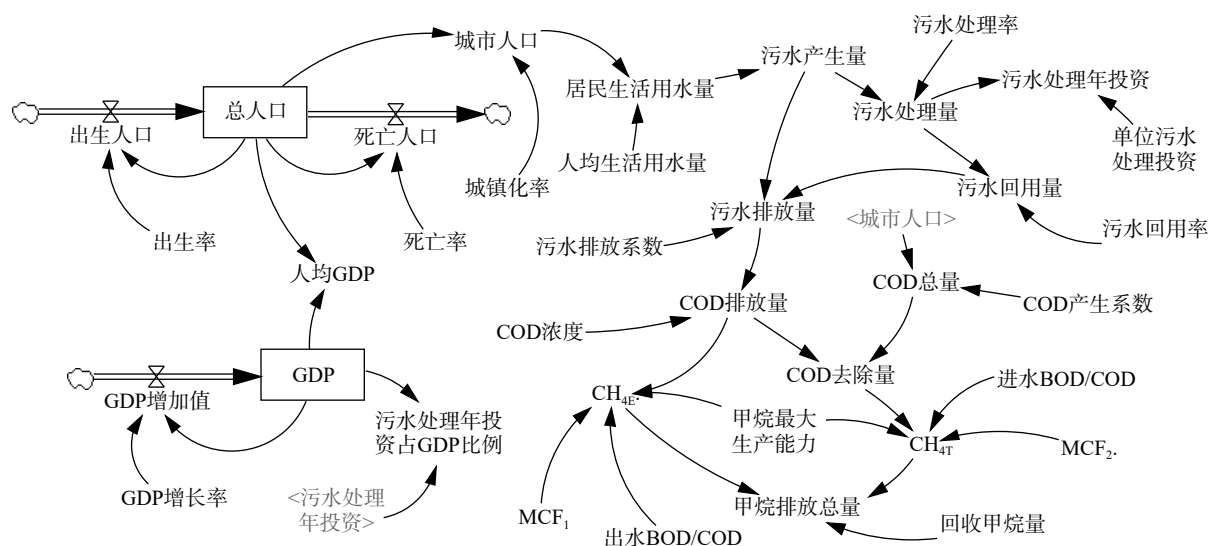 污水处理率
城市人口
污水产生量
污水处理年投资
居民生活用水量
总人口
污水处理量
出生人口
死亡人口
单位污水
处理投资
人均生活用水量
城镇化率
污水回用量
污水排放量
<城市人口>
出生率
死亡率
污水排放系数
污水回用率
人均GDP
COD总量
COD排放量
COD产生系数
COD浓度
GDP
COD去除量
进水BOD/COD
GDP增加值
CH4E.
污水处理年投
资占GDP比例
甲烷最大
生产能力
CH4T
MCF2.
GDP增长率
<污水处理
年投资>
MCF1
甲烷排放总量
回收甲烷量
出水BOD/COD